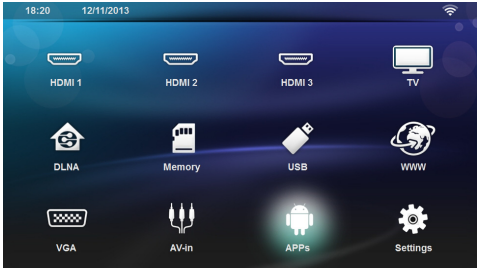 18:20 12/11/2013
HDMI 1 HDMI 2 HDMI 3 TV
DLNA Memory USB WWW
VGA AV-in APPs Settings